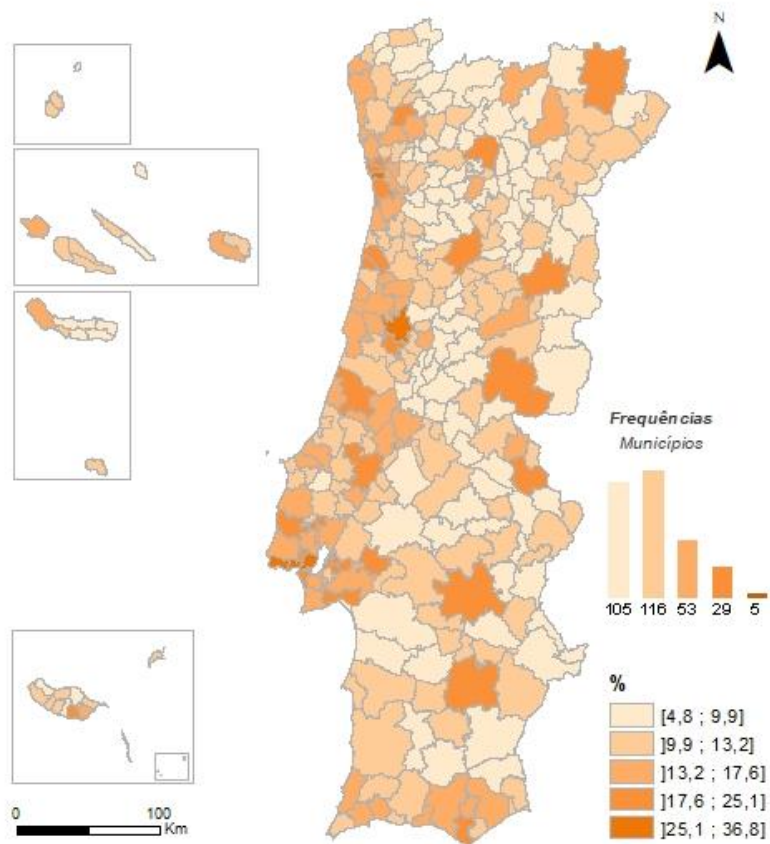 N
Frequências
Municípios
105 116 53 29 5
%
]4,8 ; 9,9]
]9,9 ; 13,2]
]13,2 ; 17,6]
]17,6 ; 25,1]
]25,1 ; 36,8]
0 100
Km